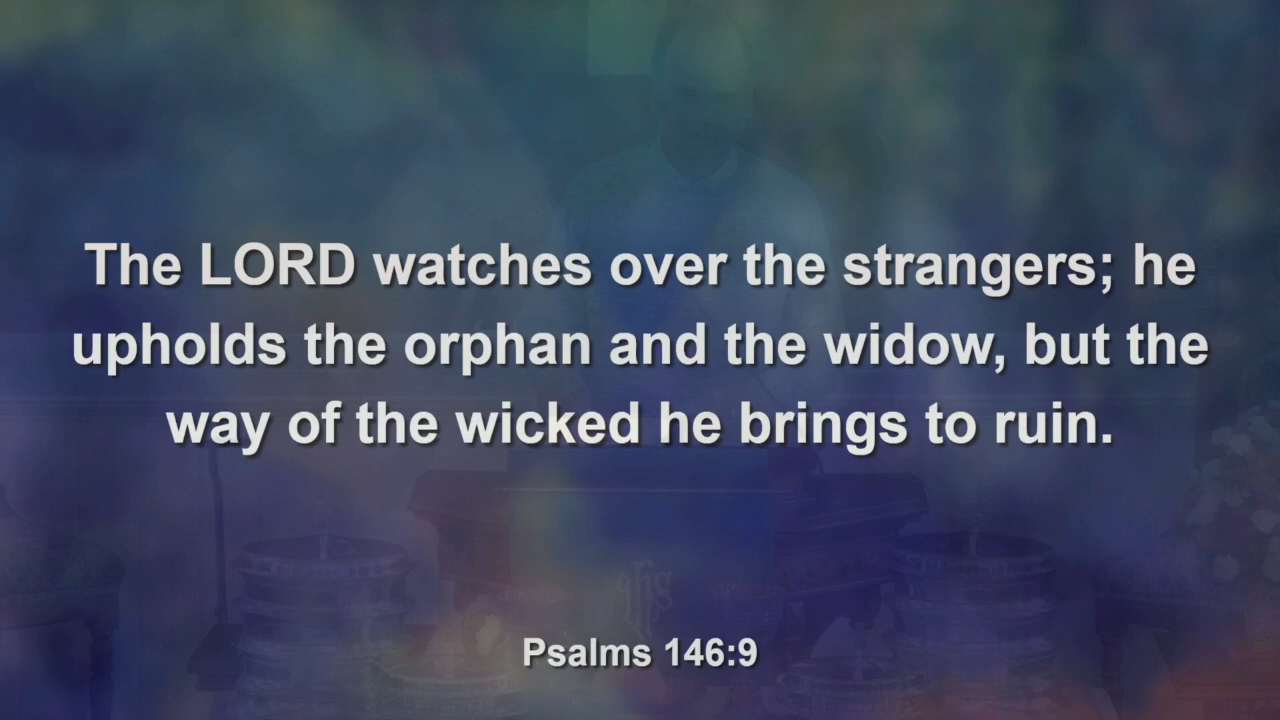 The LORD watches over the strangers; he
upholds the orphan and the widow, but the
way of the wicked he brings to ruin.
IHS
Psalms 146:9